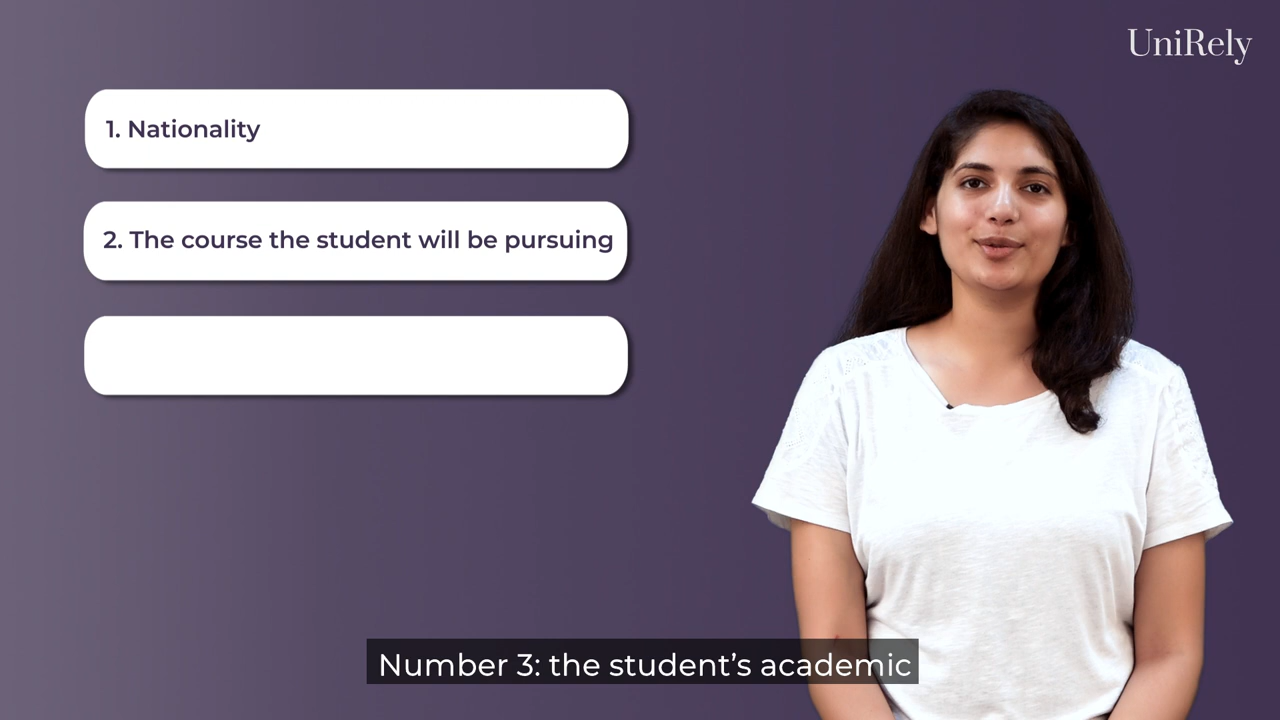 UniRely
1. Nationality
2. The course the student will be pursuing
Number 3: the student’s academic